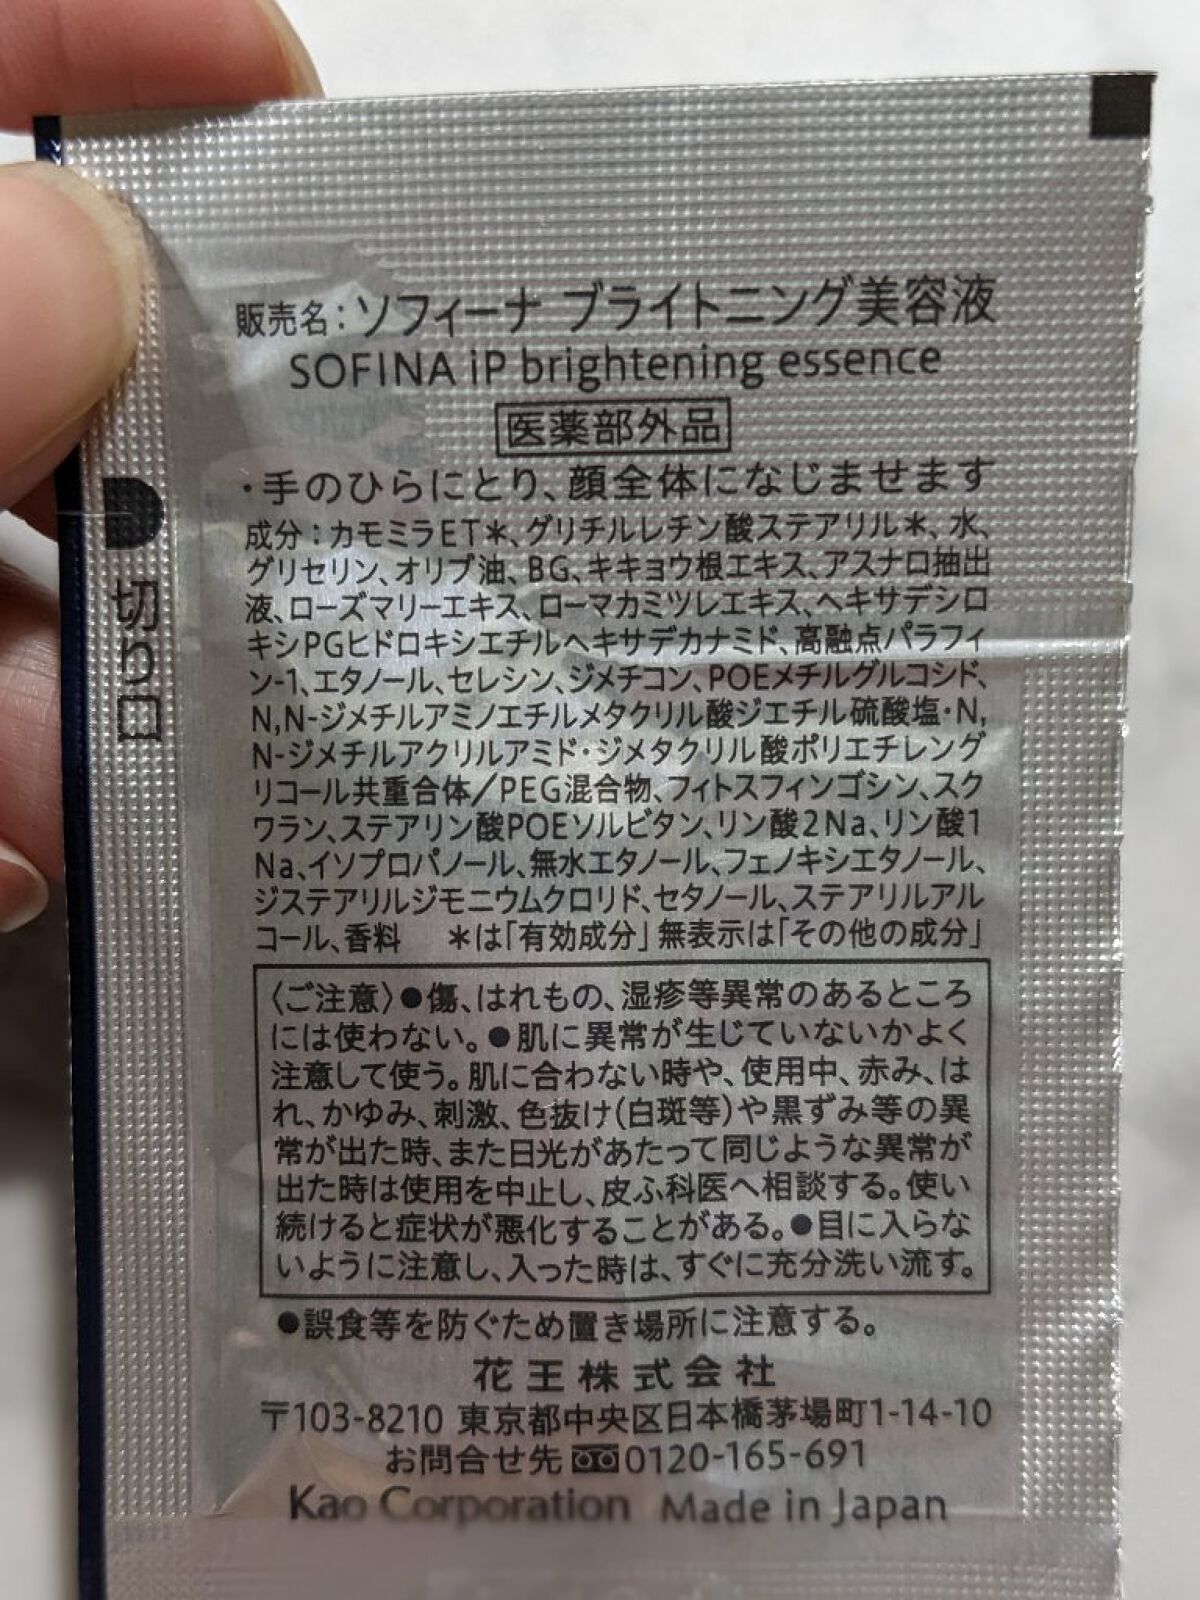 販売名：ソフィーナ ブライトニング美容液
SOFINA iP brightening essence
医薬部外品
・手のひらにとり、顔全体になじませます
成分：カモミラET＊、グリチルレチン酸ステアリル＊、水、
グリセリン、オリブ油、BG、キキョウ根エキス、アスナロ抽出
液、ローズマリーエキス、ローマカミツレエキス、ヘキサデシロ
キシPGヒドロキシエチルヘキサデカナミド、高融点パラフィ
ン-1、エタノール、セレシン、ジメチコン、POEメチルグルコシド、
N,N-ジメチルアミノエチルメタクリル酸ジエチル硫酸塩・N,
N-ジメチルアクリルアミド・ジメタクリル酸ポリエチレング
リコール共重合体／PEG混合物、フィトスフィンゴシン、スク
ワラン、ステアリン酸POEソルビタン、リン酸2Na、リン酸1
Na、イソプロパノール、無水エタノール、フェノキシエタノール、
ジステアリルジモニウムクロリド、セタノール、ステアリルアル
コール、香料　＊は「有効成分」無表示は「その他の成分」
〈ご注意〉●傷、はれもの、湿疹等異常のあるところ
には使わない。●肌に異常が生じていないかよく
注意して使う。肌に合わない時や、使用中、赤み、は
れ、かゆみ、刺激、色抜け(白斑等)や黒ずみ等の異
常が出た時、また日光があたって同じような異常が
出た時は使用を中止し、皮ふ科医へ相談する。使い
続けると症状が悪化することがある。●目に入らな
いように注意し、入った時は、すぐに充分洗い流す。
●誤食等を防ぐため置き場所に注意する。
花王株式会社
〒103-8210 東京都中央区日本橋茅場町1-14-10
お問合せ先 0120-165-691
Kao Corporation Made in Japan
切り口